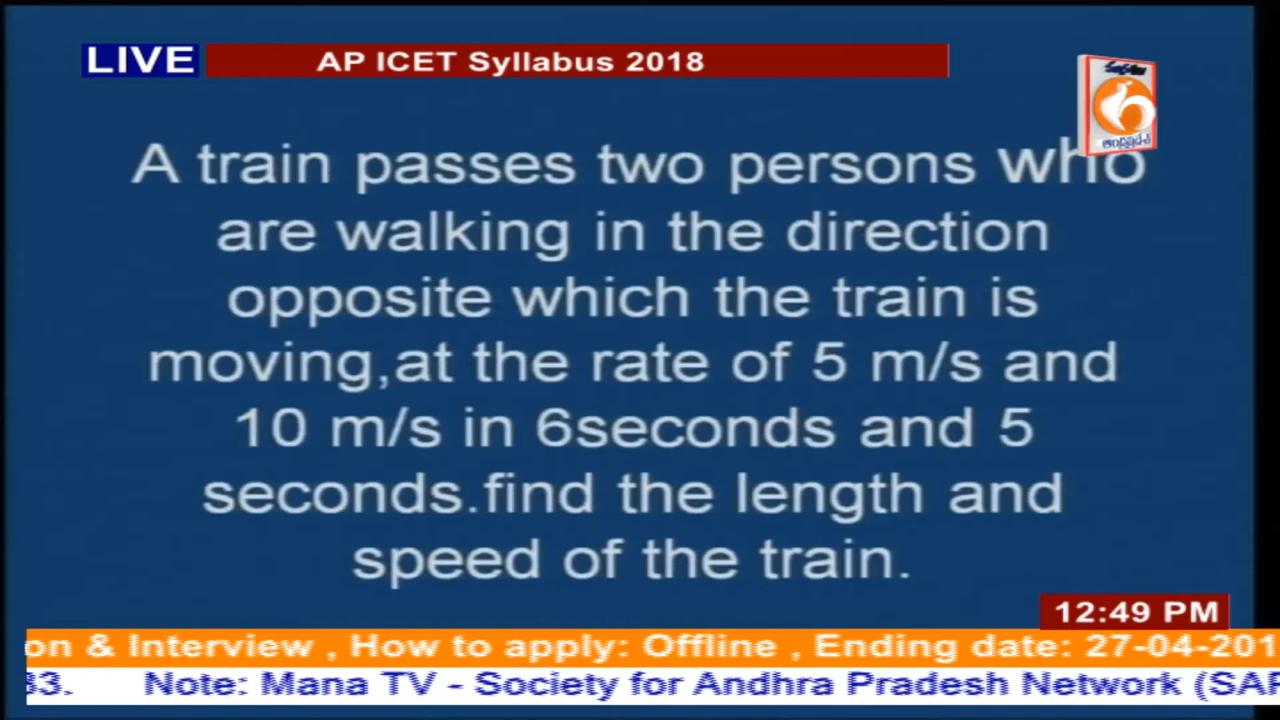 LIVE AP ICET Syllabus 2018
ఆంధ్రప్రదేశ్
A train passes two persons who
are walking in the direction
opposite which the train is
moving,at the rate of 5 m/s and
10 m/s in 6seconds and 5
seconds.find the length and
speed of the train.
12:49 PM
on & Interview , How to apply: Offline , Ending date: 27-04-201
33. Note: Mana TV - Society for Andhra Pradesh Network (SAP